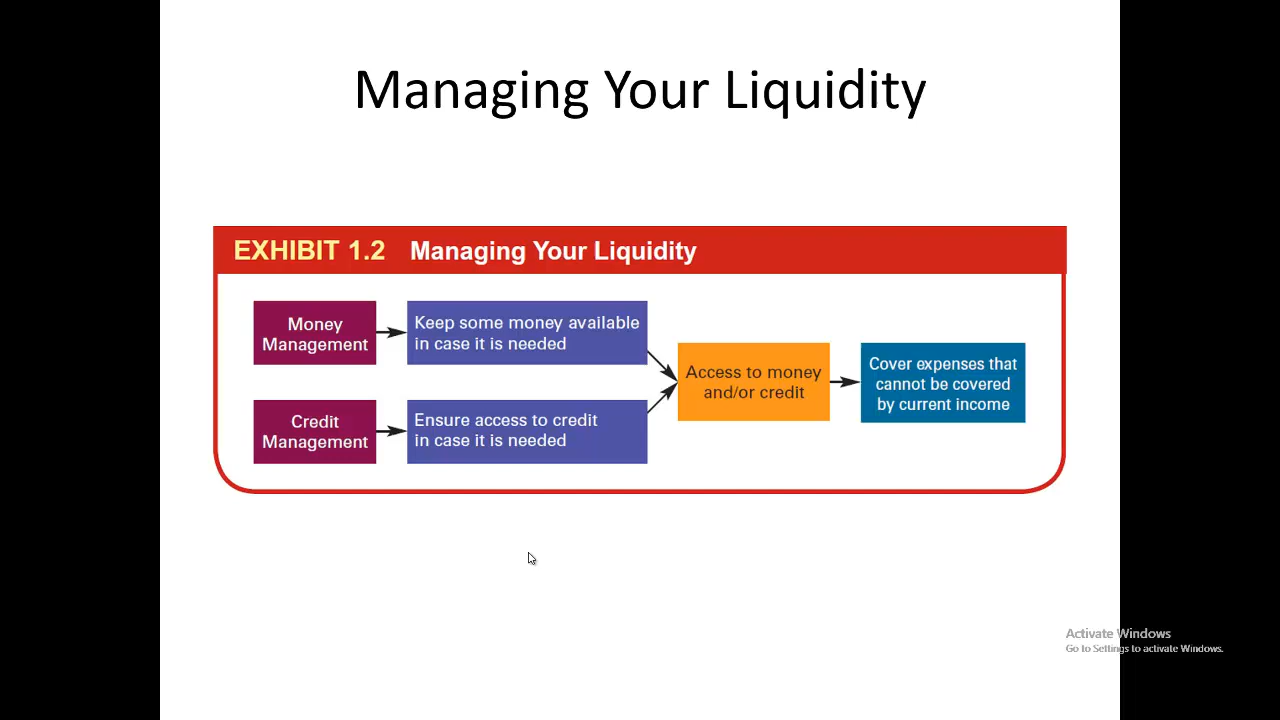 Managing Your Liquidity
EXHIBIT 1.2 Managing Your Liquidity
Money
Management
Keep some money available
in case it is needed
Credit
Management
Ensure access to credit
in case it is needed
Access to money
and/or credit
Cover expenses that
cannot be covered
by current income
Activate Windows
Go to Settings to activate Windows.